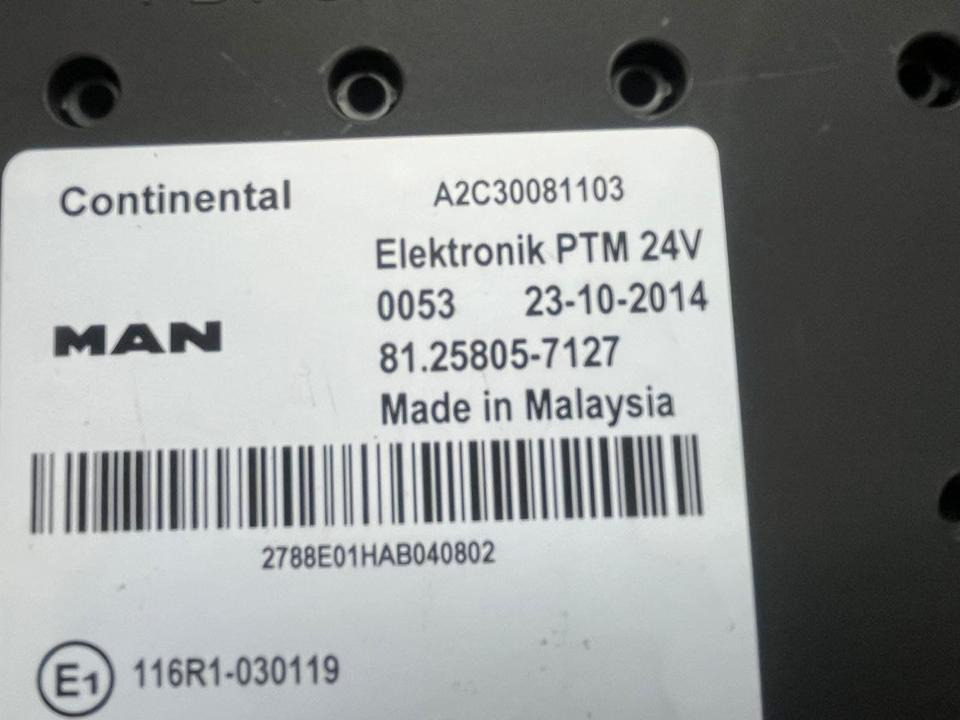 Continental A2C30081103
Elektronik PTM 24V
0053 23-10-2014
MAN
81.25805-7127
Made in Malaysia
2788E01HAB040802
E1 116R1-030119